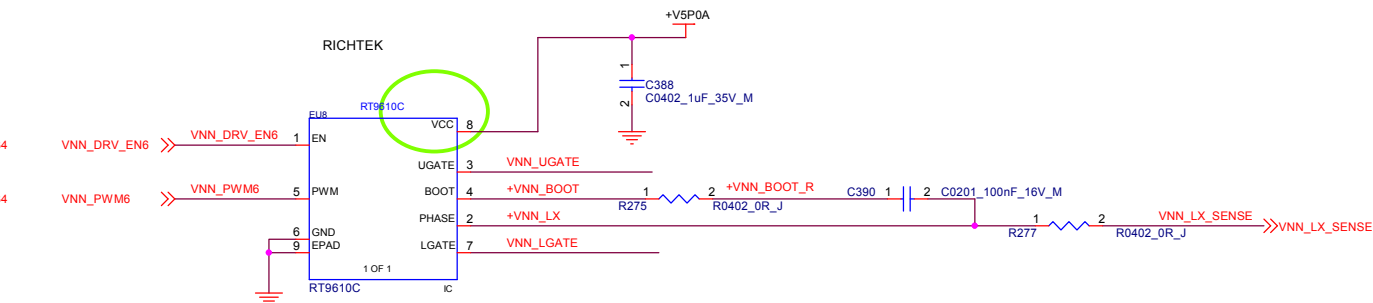 +V5P0A
RICHTEK
C388
C0402_1uF_35V_M
1
2
EU8
RT9610C
VCC 8
VNN_DRV_EN6 VNN_DRV_EN6 1 EN
UGATE 3 VNN_UGATE
VNN_PWM6 VNN_PWM6 5 PWM
BOOT 4 +VNN_BOOT 1 2 +VNN_BOOT_R C390 1 2 C0201_100nF_16V_M
R275 R0402_0R_J
PHASE 2 +VNN_LX 1 2 VNN_LX_SENSE VNN_LX_SENSE
R277 R0402_0R_J
6 GND
9 EPAD
LGATE 7 VNN_LGATE
1 OF 1
RT9610C IC